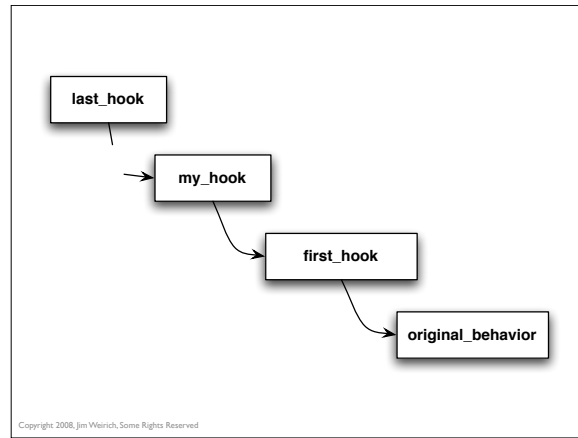 last_hook
my_hook
first_hook
original_behavior
Copyright 2008, Jim Weirich, Some Rights Reserved